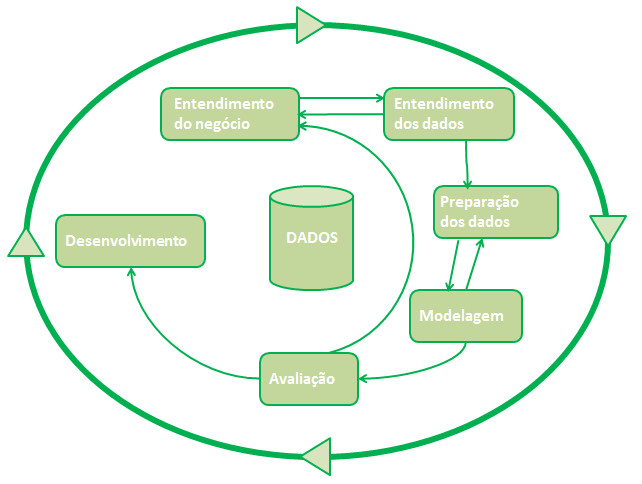 Entendimento
do negócio
Entendimento
dos dados
Preparação
dos dados
DADOS
Desenvolvimento
Modelagem
Avaliação